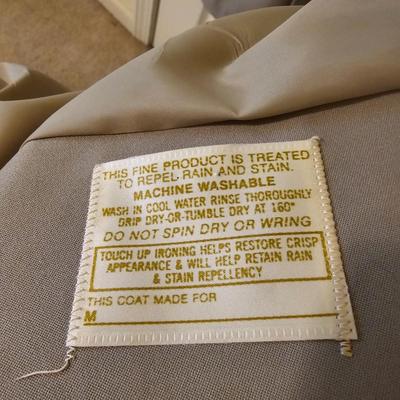 THIS FINE PRODUCT IS TREATED
TO REPEL RAIN AND STAIN.
MACHINE WASHABLE
WASH IN COOL WATER RINSE THOROUGHLY
DRIP DRY-OR-TUMBLE DRY AT 160°
DO NOT SPIN DRY OR WRING
TOUCH UP IRONING HELPS RESTORE CRISP
APPEARANCE & WILL HELP RETAIN RAIN
& STAIN REPELLENCY
THIS COAT MADE FOR
M